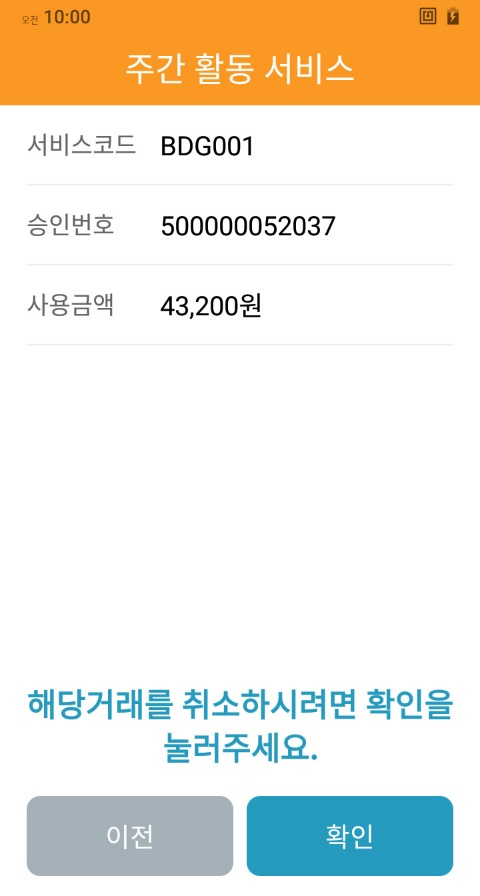 오전 10:00
주간 활동 서비스
서비스코드 BDG001
승인번호 500000052037
사용금액 43,200원
해당거래를 취소하시려면 확인을
눌러주세요.
이전 확인